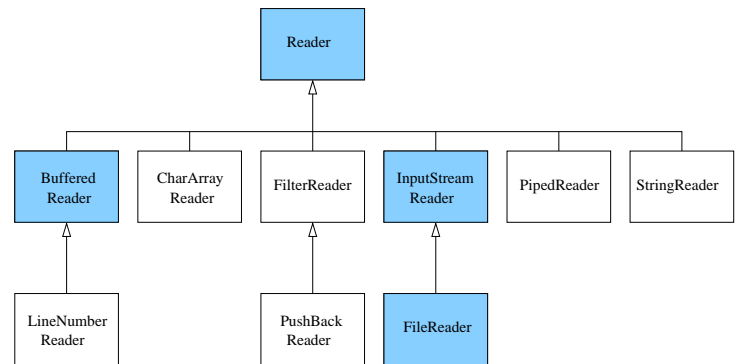 Reader
Buffered
Reader
CharArray
Reader
FilterReader
InputStream
Reader
PipedReader
StringReader
LineNumber
Reader
PushBack
Reader
FileReader